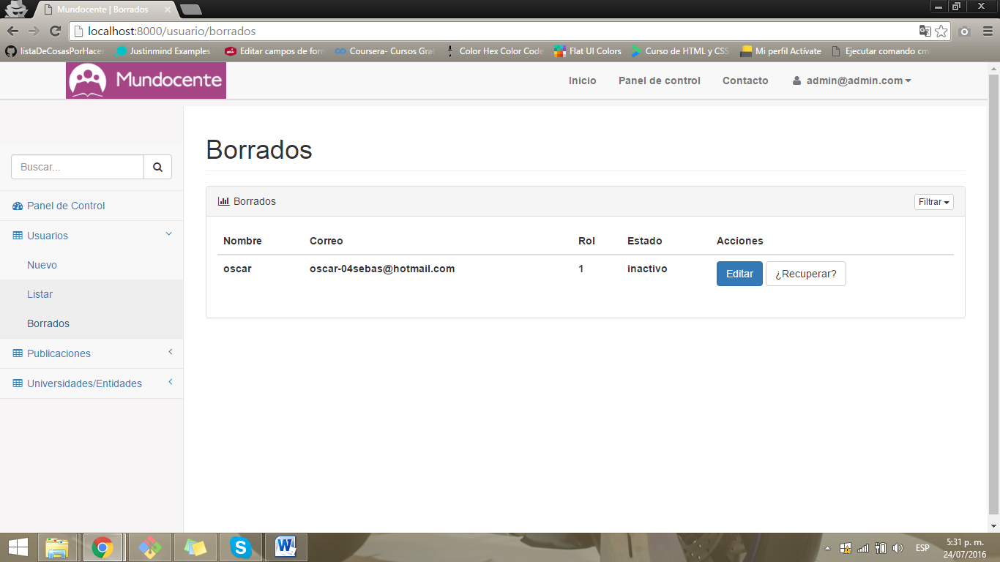 Mundocente | Borrados
localhost:8000/usuario/borrados
listaDeCosasPorHacer
Justinmind Examples
Editar campos de form
Coursera- Cursos Grat
Color Hex Color Code
Flat UI Colors
Curso de HTML y CSS
Mi perfil Actívate
Ejecutar comando cm
Mundocente
Inicio
Panel de control
Contacto
admin@admin.com
Buscar...
Panel de Control
Usuarios
Nuevo
Listar
Borrados
Publicaciones
Universidades/Entidades
Borrados
Borrados
Filtrar
Nombre Correo Rol Estado Acciones
oscar oscar-04sebas@hotmail.com 1 inactivo Editar ¿Recuperar?
ESP
5:31 p. m.
24/07/2016